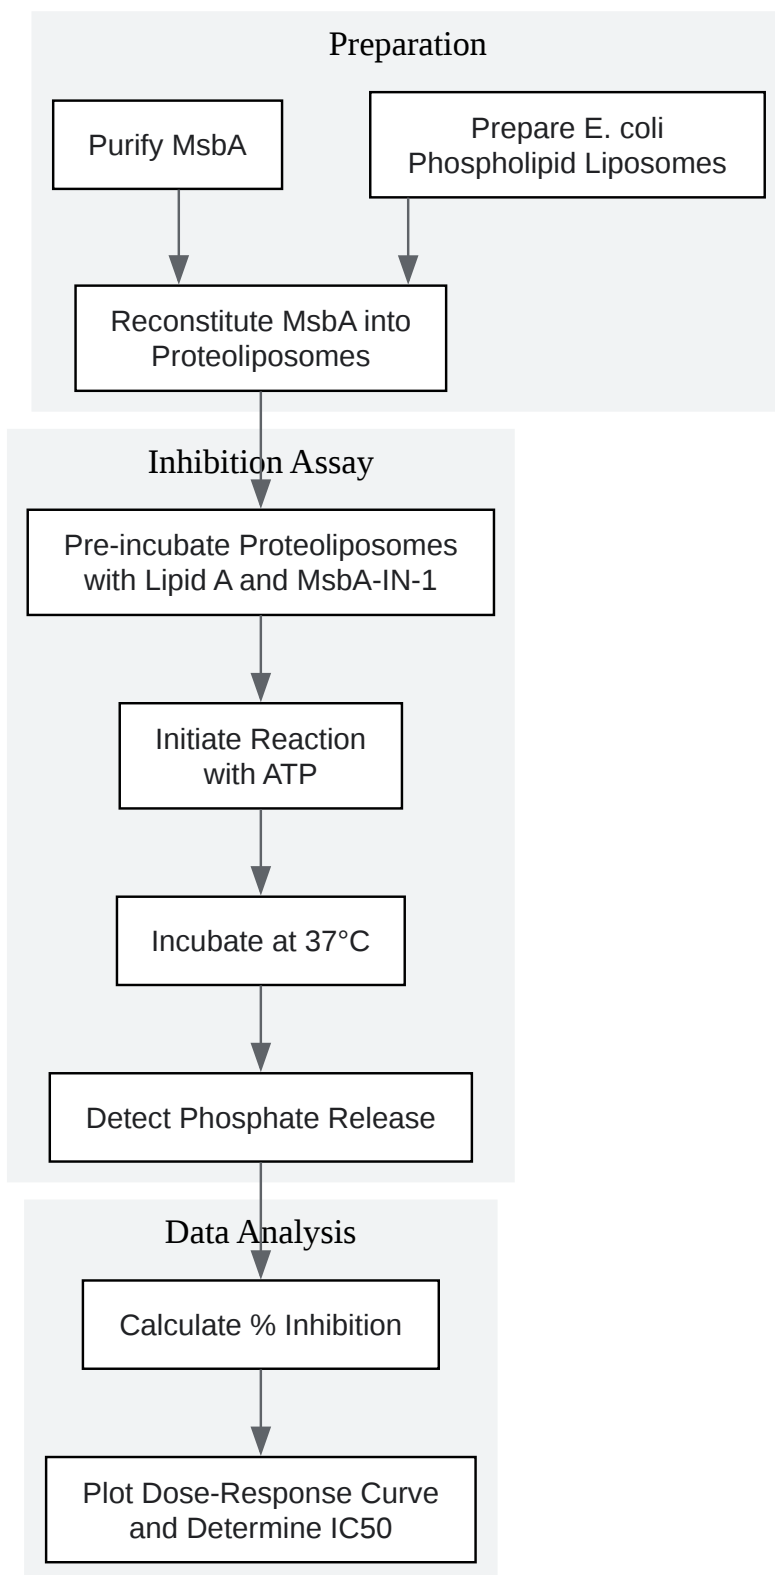 Preparation
Purify MsbA
Prepare E. coli
Phospholipid Liposomes
Reconstitute MsbA into
Proteoliposomes
Inhibition Assay
Pre-incubate Proteoliposomes
with Lipid A and MsbA-IN-1
Initiate Reaction
with ATP
Incubate at 37°C
Detect Phosphate Release
Data Analysis
Calculate % Inhibition
Plot Dose-Response Curve
and Determine IC50